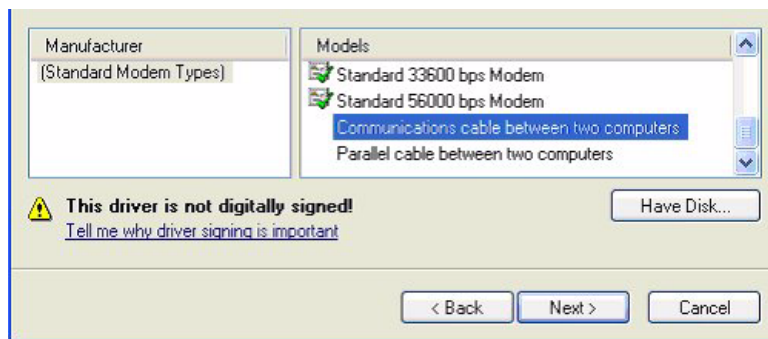 Manufacturer
(Standard Modem Types)
Models
Standard 33600 bps Modem
Standard 56000 bps Modem
Communications cable between two computers
Parallel cable between two computers
This driver is not digitally signed!
Tell me why driver signing is important
Have Disk...
< Back
Next >
Cancel